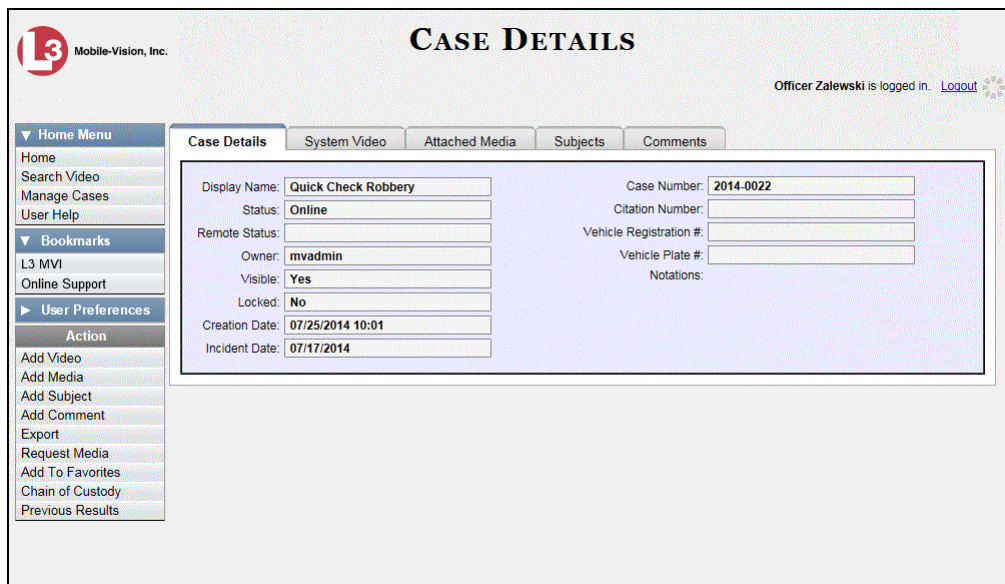 L3 Mobile-Vision, Inc.
CASE DETAILS
Officer Zalewski is logged in. Logout
▼ Home Menu
Home
Search Video
Manage Cases
User Help
▼ Bookmarks
L3 MVI
Online Support
▶ User Preferences
Action
Add Video
Add Media
Add Subject
Add Comment
Export
Request Media
Add To Favorites
Chain of Custody
Previous Results
Case Details System Video Attached Media Subjects Comments
Display Name: Quick Check Robbery
Status: Online
Remote Status:
Owner: mvadmin
Visible: Yes
Locked: No
Creation Date: 07/25/2014 10:01
Incident Date: 07/17/2014
Case Number: 2014-0022
Citation Number:
Vehicle Registration #:
Vehicle Plate #:
Notations: